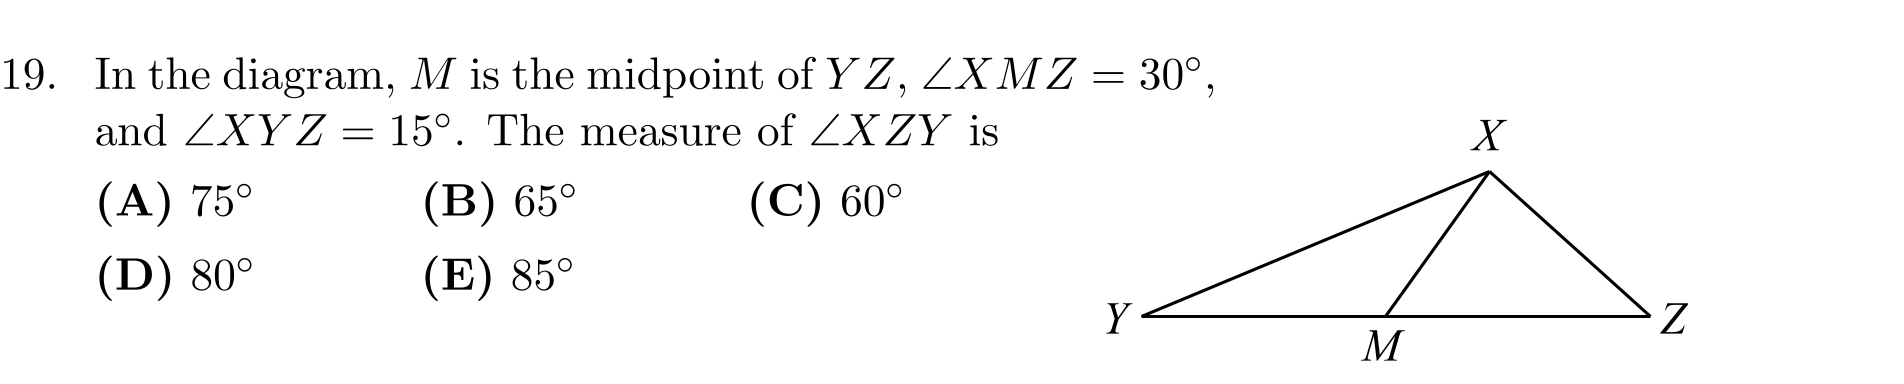 19. In the diagram, M is the midpoint of YZ, ∠XMZ = 30°,
and ∠XYZ = 15°. The measure of ∠XZY is
(A) 75° (B) 65° (C) 60°
(D) 80° (E) 85°
X
Y
M
Z